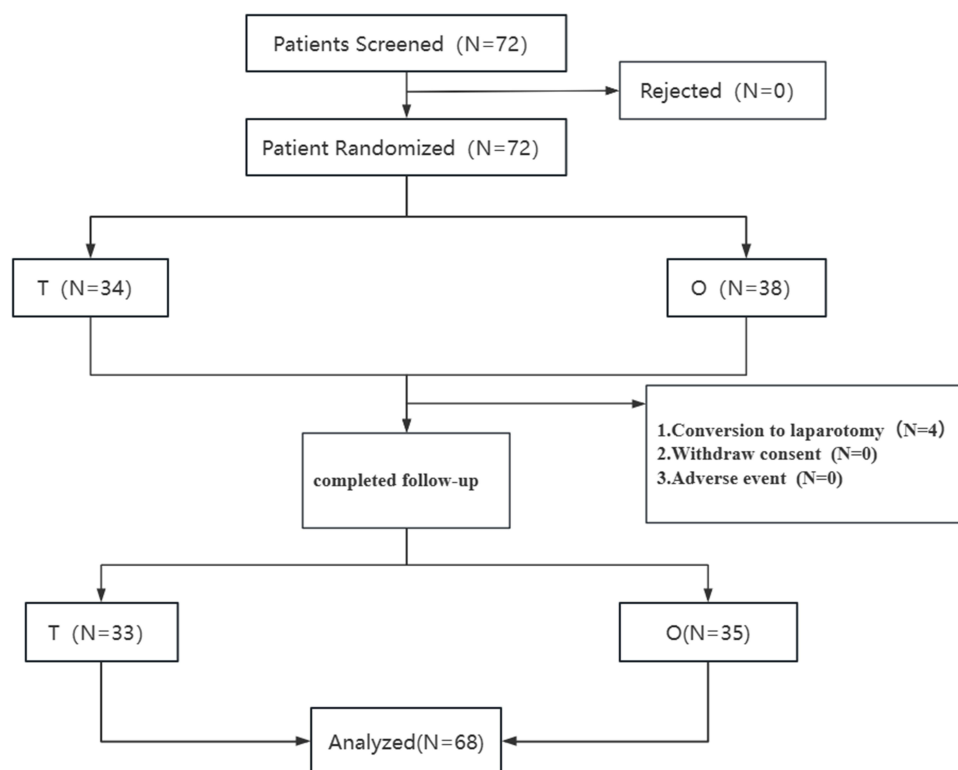 Patients Screened (N=72)
Rejected (N=0)
Patient Randomized (N=72)
T (N=34)
O (N=38)
1.Conversion to laparotomy (N=4)
2.Withdraw consent (N=0)
3.Adverse event (N=0)
completed follow-up
T (N=33)
O(N=35)
Analyzed(N=68)